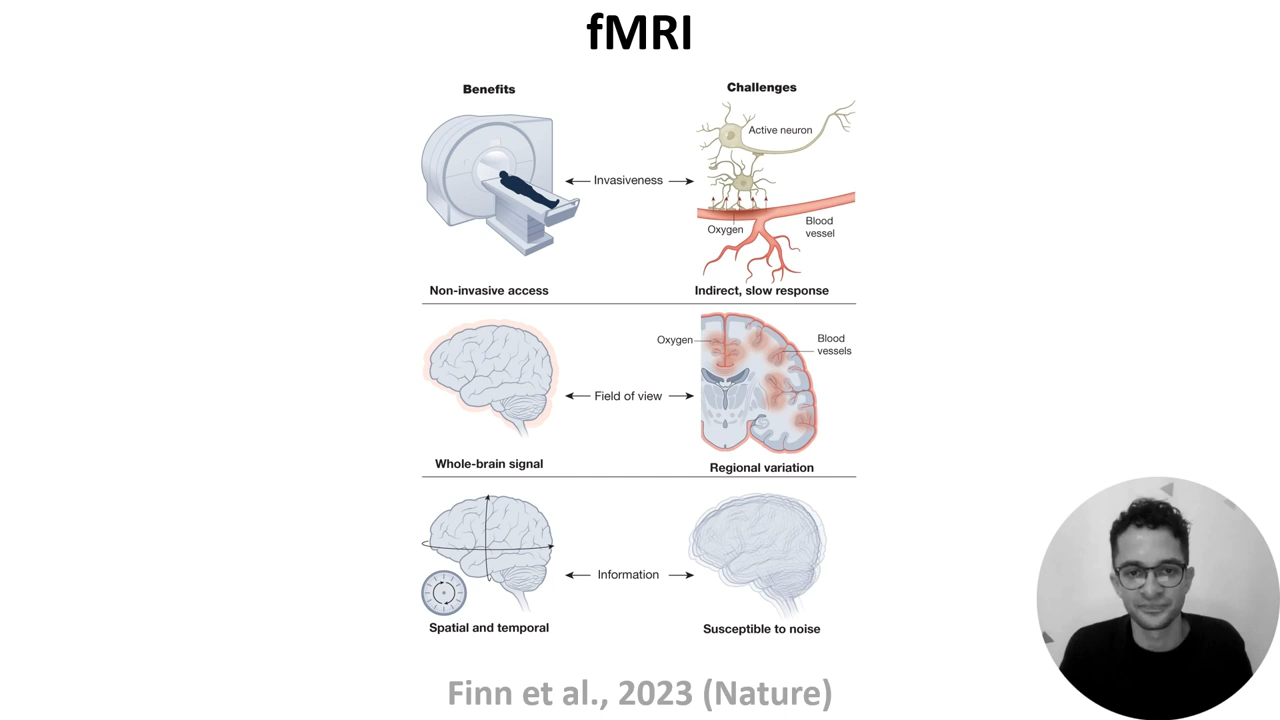 fMRI
Benefits
Challenges
Active neuron
Invasiveness
Oxygen
Blood
vessel
Non-invasive access
Indirect, slow response
Oxygen
Blood
vessels
Field of view
Whole-brain signal
Regional variation
Information
Spatial and temporal
Susceptible to noise
Finn et al., 2023 (Nature)